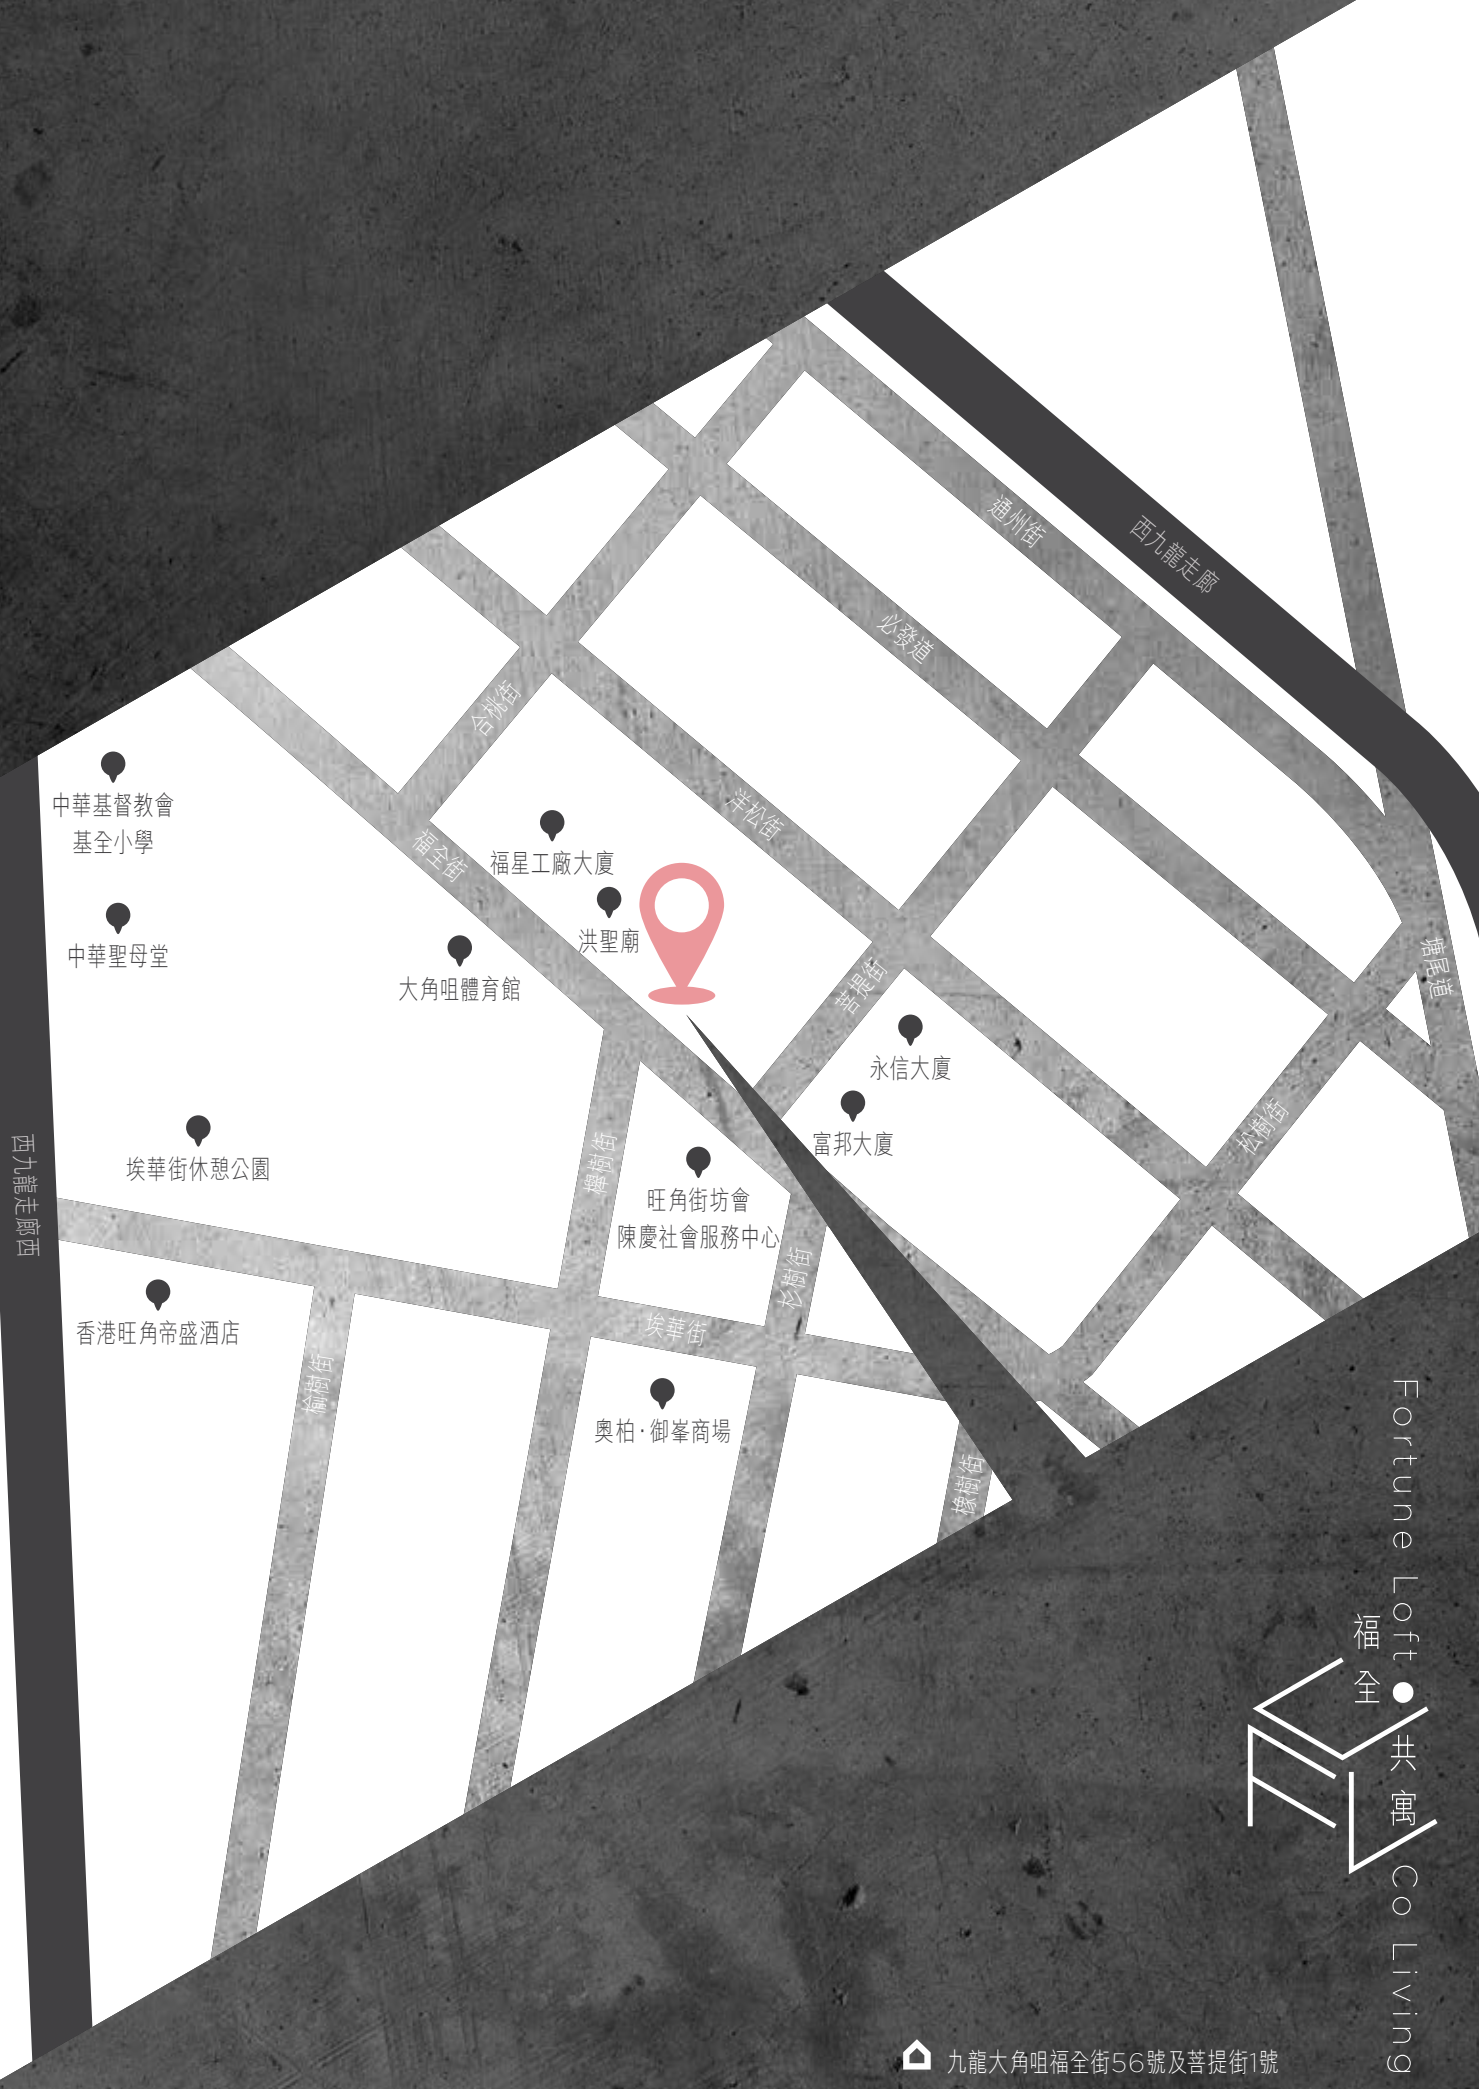 通州街
西九龍走廊
必發道
合桃街
洋松街
福全街
中華基督教會
基全小學
福星工廠大廈
洪聖廟
中華聖母堂
大角咀體育館
菩提街
塘尾道
永信大廈
富邦大廈
松樹街
西九龍走廊西
埃華街休憩公園
櫸樹街
旺角街坊會
陳慶社會服務中心
杉樹街
香港旺角帝盛酒店
埃華街
榆樹街
奧柏·御峯商場
橡樹街
Fortune Loft
福全
共寓
Co Living
九龍大角咀福全街56號及菩提街1號